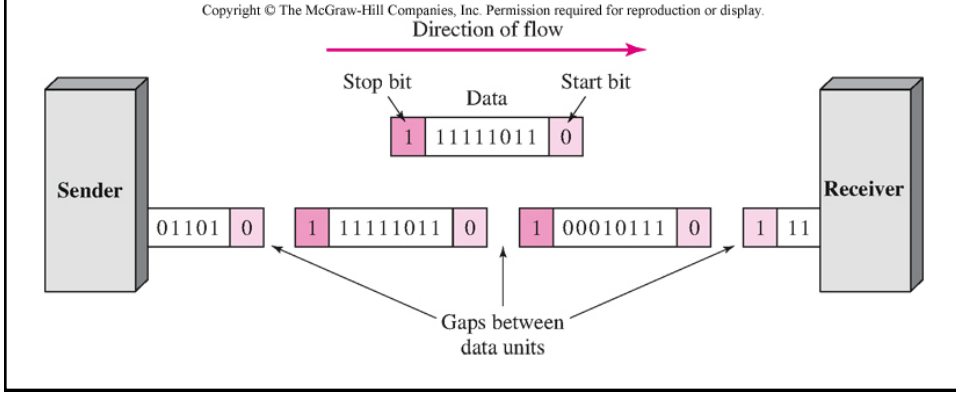 Copyright © The McGraw-Hill Companies, Inc. Permission required for reproduction or display.
Direction of flow
Stop bit
Data
Start bit
1 11111011 0
Sender
Receiver
01101 0
1 11111011 0
1 00010111 0
1 11
Gaps between
data units